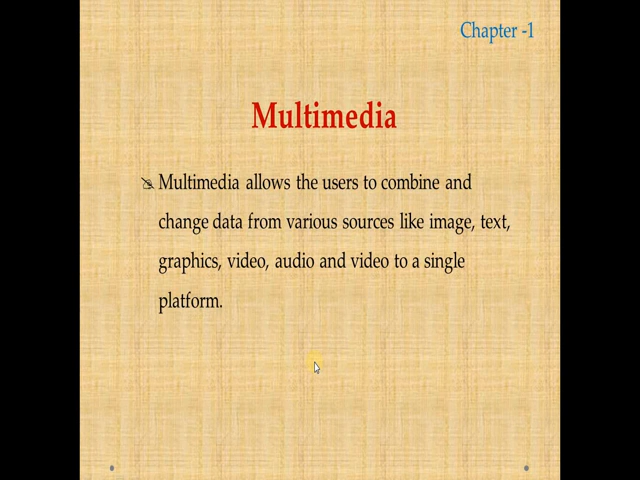 Chapter -1
Multimedia
Multimedia allows the users to combine and
change data from various sources like image, text,
graphics, video, audio and video to a single
platform.